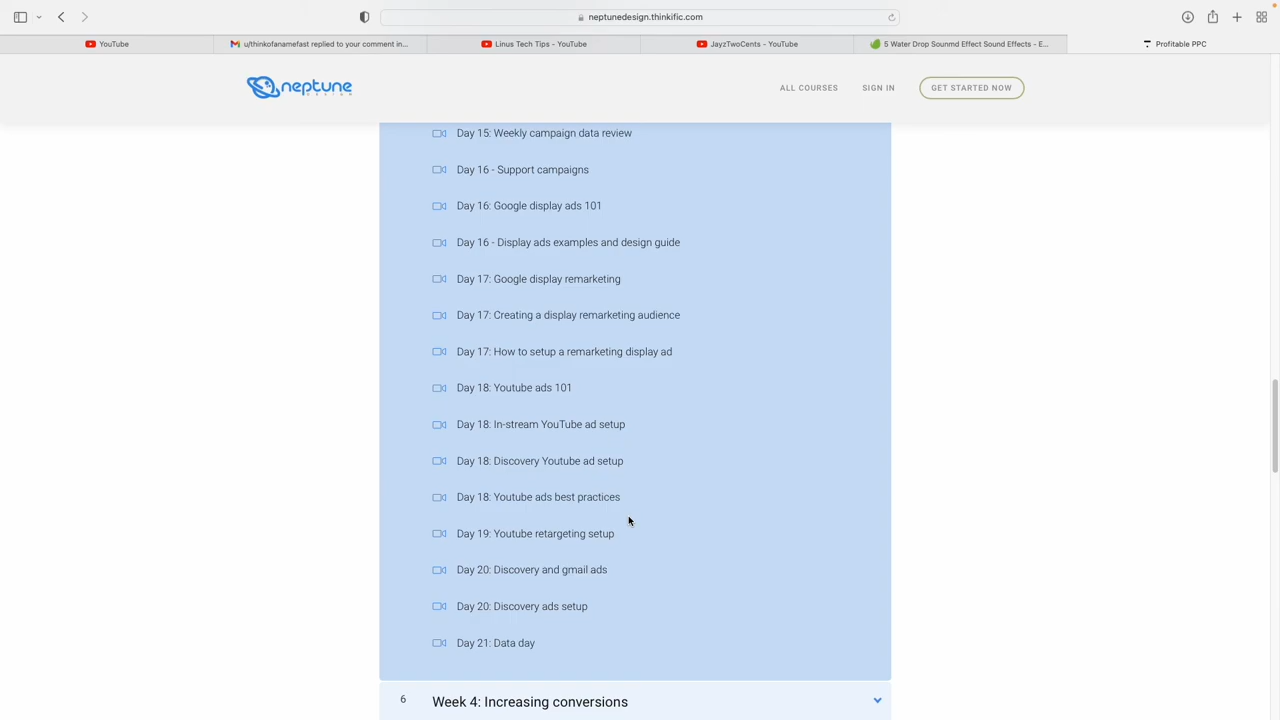 neptunedesign.thinkific.com
YouTube
u/thinkofanamefast replied to your comment in...
Linus Tech Tips - YouTube
JayzTwoCents - YouTube
5 Water Drop Sounmd Effect Sound Effects - E...
Profitable PPC
neptune
DESIGN
ALL COURSES
SIGN IN
GET STARTED NOW
Day 15: Weekly campaign data review
Day 16 - Support campaigns
Day 16: Google display ads 101
Day 16 - Display ads examples and design guide
Day 17: Google display remarketing
Day 17: Creating a display remarketing audience
Day 17: How to setup a remarketing display ad
Day 18: Youtube ads 101
Day 18: In-stream YouTube ad setup
Day 18: Discovery Youtube ad setup
Day 18: Youtube ads best practices
Day 19: Youtube retargeting setup
Day 20: Discovery and gmail ads
Day 20: Discovery ads setup
Day 21: Data day
6 Week 4: Increasing conversions